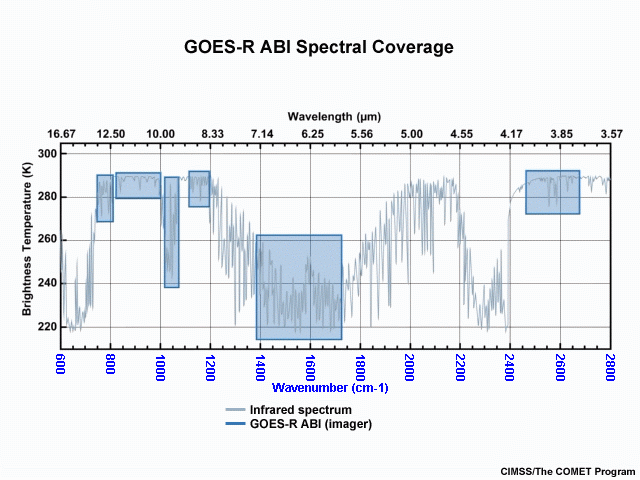 GOES-R ABI Spectral Coverage
Wavelength (µm)
16.67 12.50 10.00 8.33 7.14 6.25 5.56 5.00 4.55 4.17 3.85 3.57
Brightness Temperature (K)
300
280
260
240
220
600 800 1000 1200 1400 1600 1800 2000 2200 2400 2600 2800
Wavenumber (cm-1)
Infrared spectrum
GOES-R ABI (imager)
CIMSS/The COMET Program